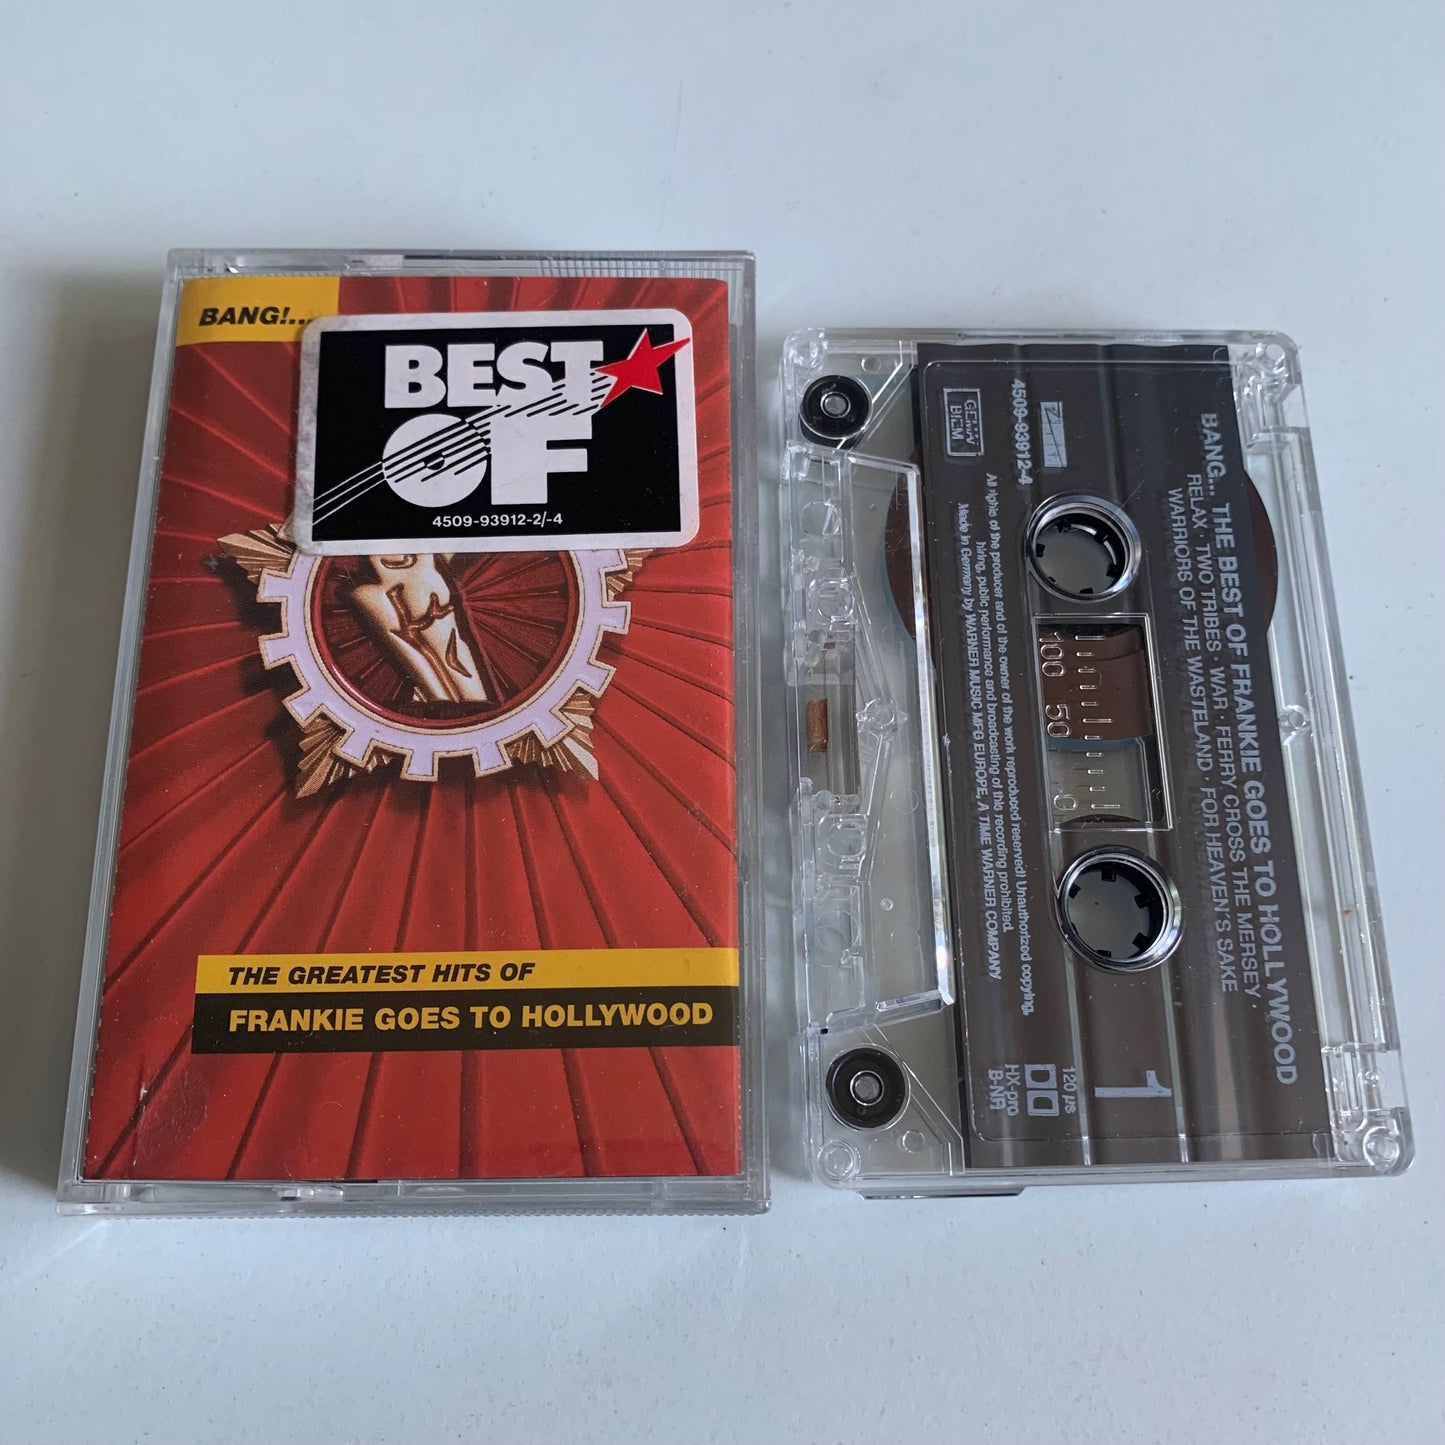 BANG!...
BEST
OF
4509-93912-2/-4
THE GREATEST HITS OF
FRANKIE GOES TO HOLLYWOOD
BANG... THE BEST OF FRANKIE GOES TO HOLLYWOOD
RELAX · TWO TRIBES · WAR · FERRY CROSS THE MERSEY ·
WARRIORS OF THE WASTELAND · FOR HEAVEN'S SAKE
4509-93912-4
GEMA
BIEM
100 50 0
1
120 µs
HX-pro
B-NR
All rights of the producer and of the owner of the work reproduced reserved! Unauthorized copying,
hiring, public performance and broadcasting of this recording prohibited.
Made in Germany by WARNER MUSIC MFG EUROPE, A TIME WARNER COMPANY